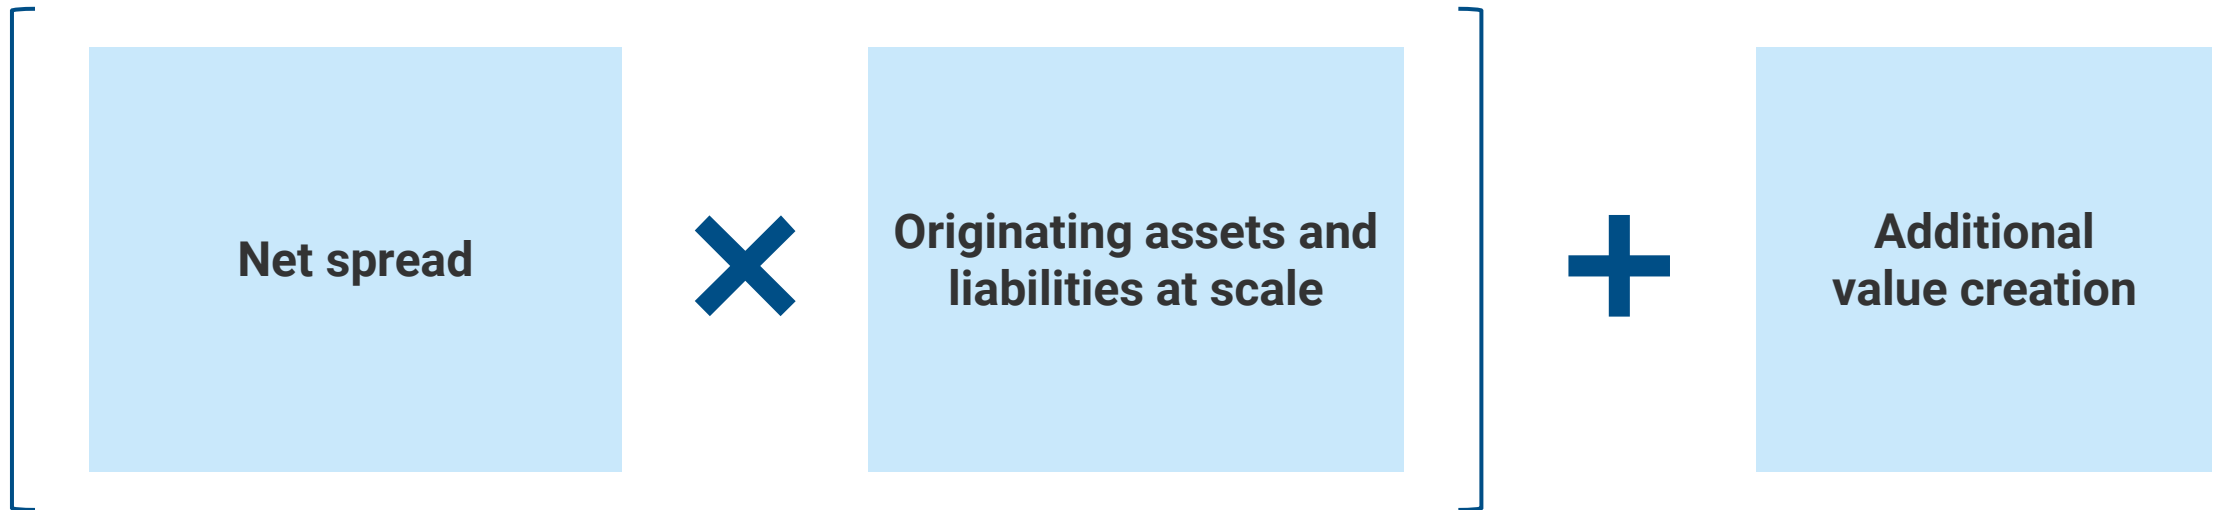 Net spread
Originating assets and
liabilities at scale
Additional
value creation